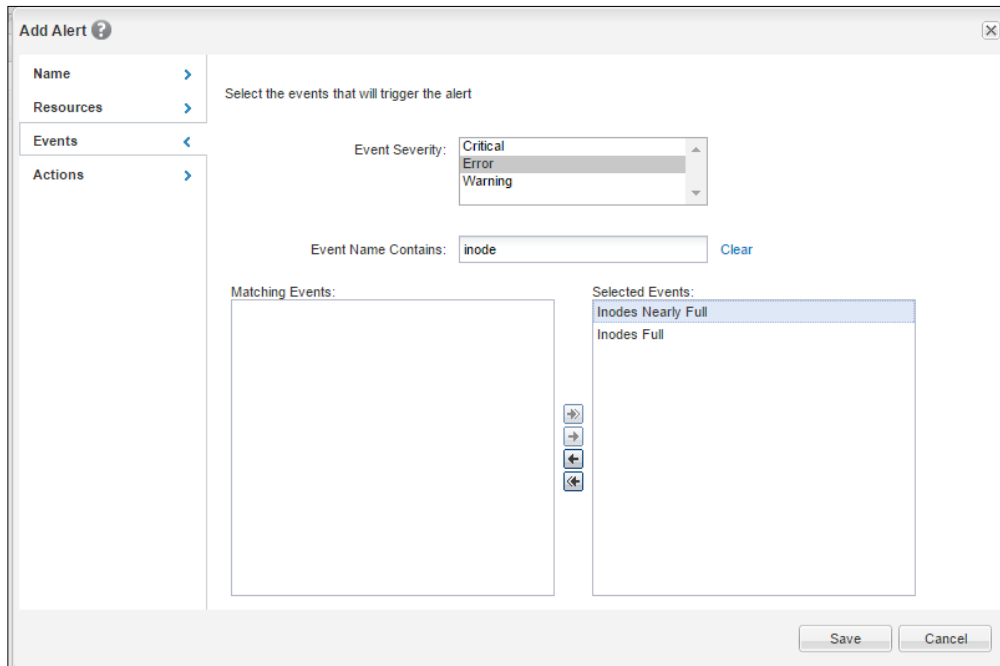 Add Alert ?
Name
Resources
Events
Actions
Select the events that will trigger the alert
Event Severity:
Critical
Error
Warning
Event Name Contains: inode Clear
Matching Events:
Selected Events:
Inodes Nearly Full
Inodes Full
Save Cancel